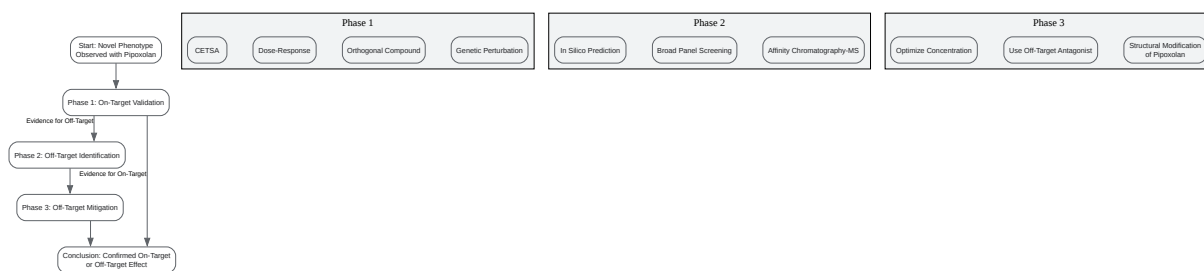 Phase 1
Phase 2
Phase 3
Start: Novel Phenotype
Observed with Pipoxolan
CETSA
Dose-Response
Orthogonal Compound
Genetic Perturbation
In Silico Prediction
Broad Panel Screening
Affinity Chromatography-MS
Optimize Concentration
Use Off-Target Antagonist
Structural Modification
of Pipoxolan
Phase 1: On-Target Validation
Evidence for Off-Target
Phase 2: Off-Target Identification
Evidence for On-Target
Phase 3: Off-Target Mitigation
Conclusion: Confirmed On-Target
or Off-Target Effect